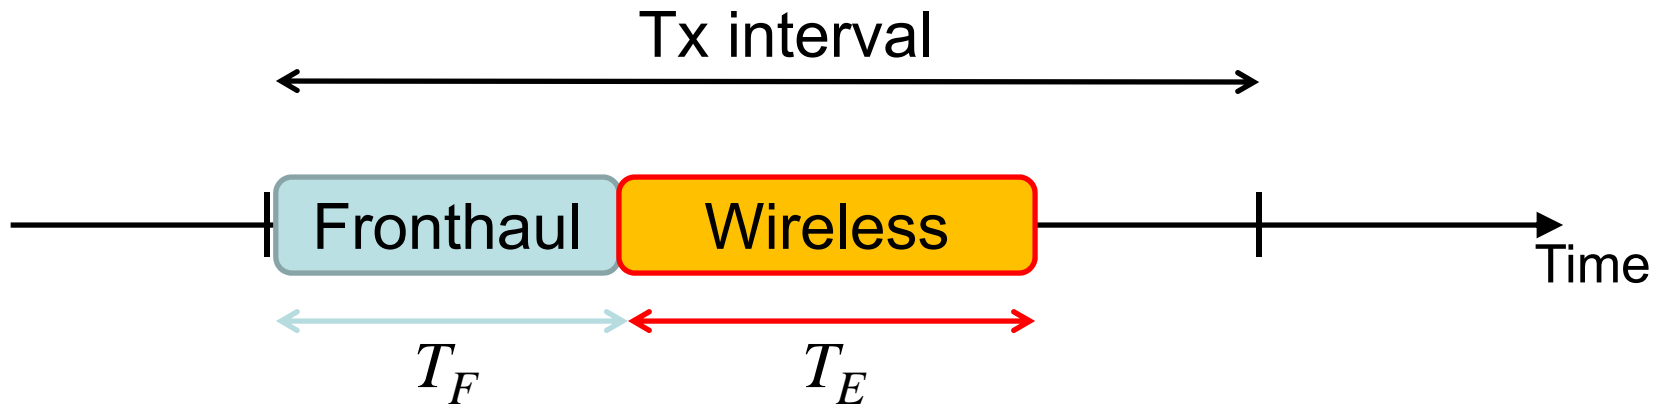 Tx interval
Fronthaul
Wireless
Time
T_F
T_E